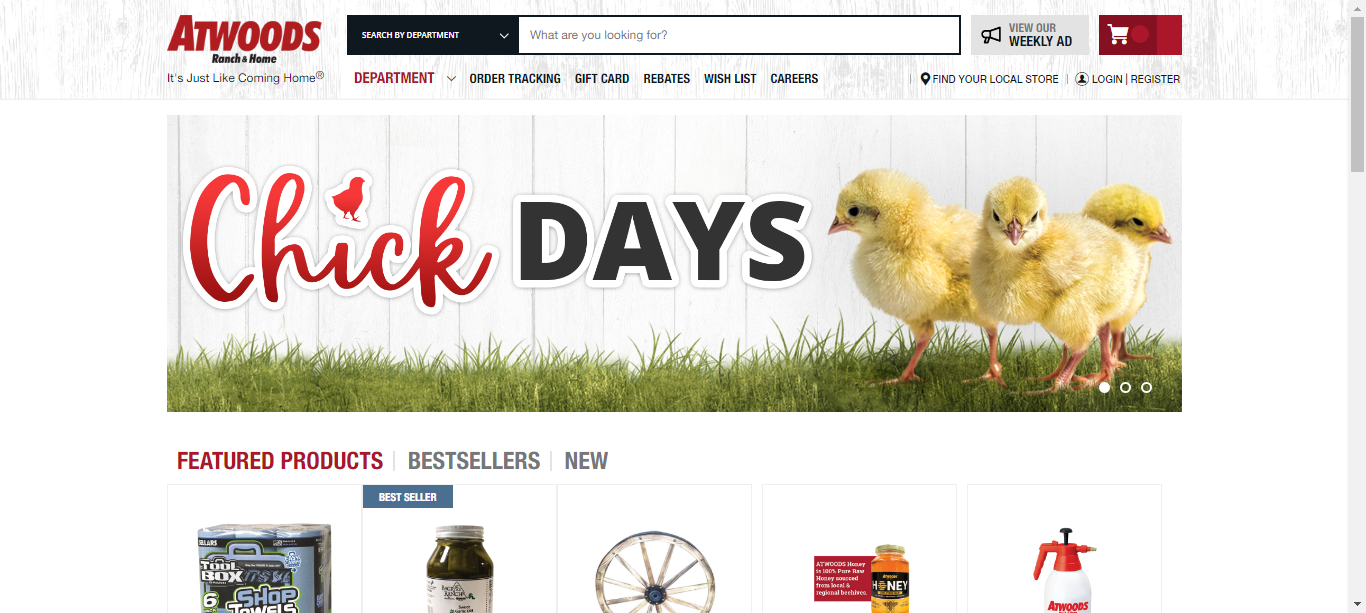 ATWOODS
Ranch & Home
It's Just Like Coming Home®
SEARCH BY DEPARTMENT
What are you looking for?
VIEW OUR
WEEKLY AD
DEPARTMENT
ORDER TRACKING
GIFT CARD
REBATES
WISH LIST
CAREERS
FIND YOUR LOCAL STORE
LOGIN | REGISTER
Chick DAYS
FEATURED PRODUCTS
BESTSELLERS
NEW
BEST SELLER
SELLARS
TOOL
BOX
6
SHOP
TOWELS
ATWOODS Honey
is 100% Pure Raw
Honey sourced
from local &
regional beehives.
HONEY
ATWOODS